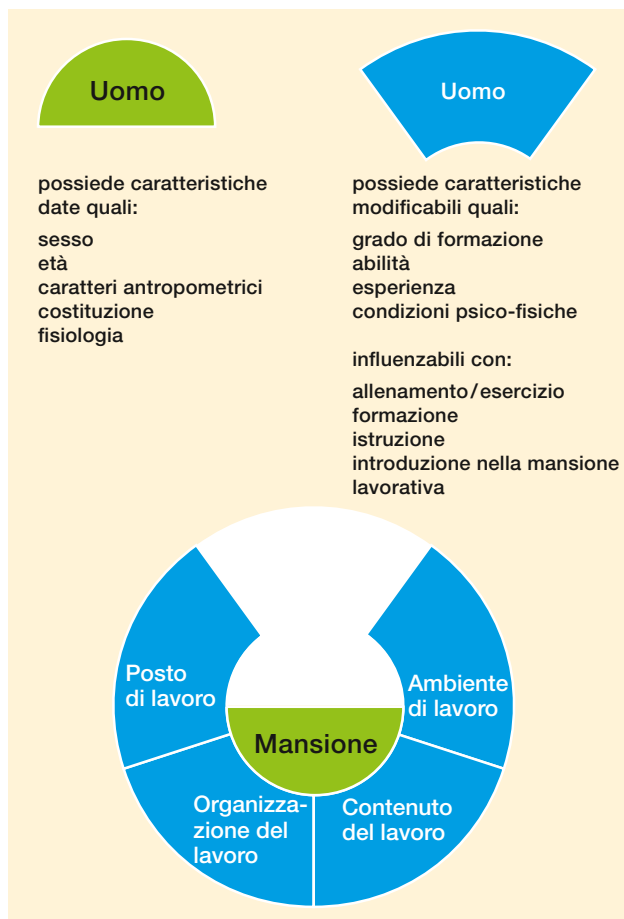 Uomo
possiede caratteristiche
date quali:
sesso
età
caratteri antropometrici
costituzione
fisiologia
Uomo
possiede caratteristiche
modificabili quali:
grado di formazione
abilità
esperienza
condizioni psico-fisiche
influenzabili con:
allenamento/esercizio
formazione
istruzione
introduzione nella mansione
lavorativa
Posto
di lavoro
Ambiente
di lavoro
Mansione
Organizza-
zione del
lavoro
Contenuto
del lavoro